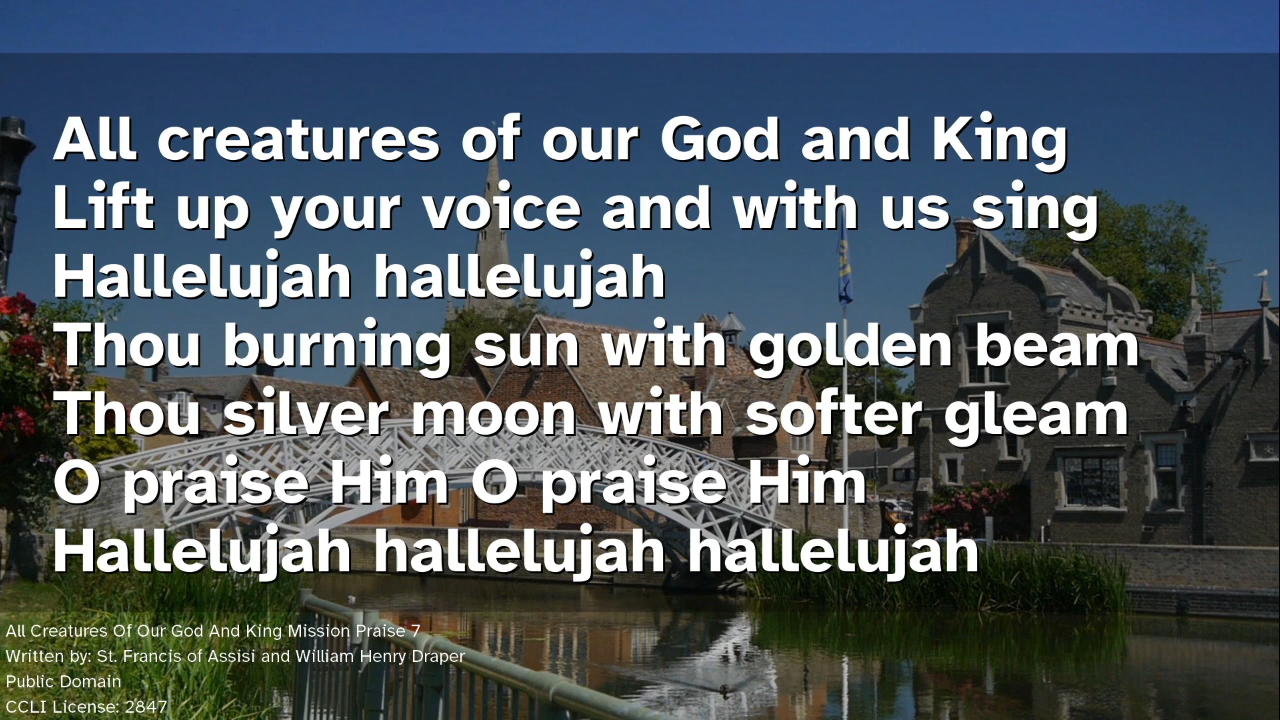 All creatures of our God and King
Lift up your voice and with us sing
Hallelujah hallelujah
Thou burning sun with golden beam
Thou silver moon with softer gleam
O praise Him O praise Him
Hallelujah hallelujah hallelujah
All Creatures Of Our God And King Mission Praise 7
Written by: St. Francis of Assisi and William Henry Draper
Public Domain
CCLI License: 2847